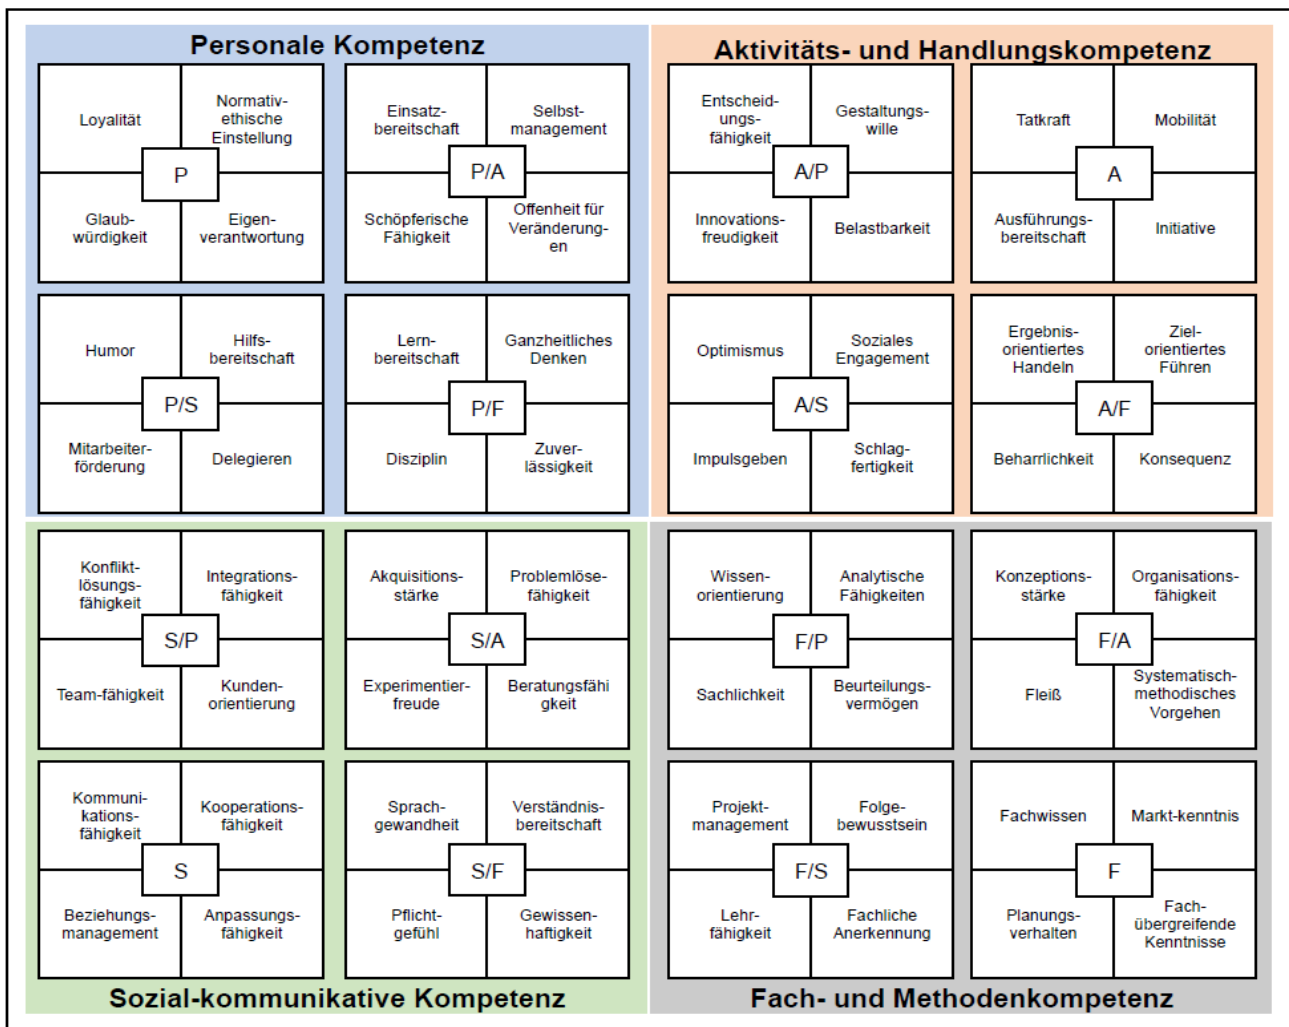 Personale Kompetenz
Loyalität
Normativ-
ethische
Einstellung
P
Glaub-
würdigkeit
Eigen-
verantwortung
Einsatz-
bereitschaft
Selbst-
management
P/A
Schöpferische
Fähigkeit
Offenheit für
Veränderung-
en
Humor
Hilfs-
bereitschaft
P/S
Mitarbeiter-
förderung
Delegieren
Lern-
bereitschaft
Ganzheitliches
Denken
P/F
Disziplin
Zuver-
lässigkeit
Aktivitäts- und Handlungskompetenz
Entscheid-
ungs-
fähigkeit
Gestaltungs-
wille
A/P
Innovations-
freudigkeit
Belastbarkeit
Tatkraft
Mobilität
A
Ausführungs-
bereitschaft
Initiative
Optimismus
Soziales
Engagement
A/S
Impulsgeben
Schlag-
fertigkeit
Ergebnis-
orientiertes
Handeln
Ziel-
orientiertes
Führen
A/F
Beharrlichkeit
Konsequenz
Konflikt-
lösungs-
fähigkeit
Integrations-
fähigkeit
S/P
Team-fähigkeit
Kunden-
orientierung
Akquisitions-
stärke
Problemlöse-
fähigkeit
S/A
Experimentier-
freude
Beratungsfähi
gkeit
Kommuni-
kations-
fähigkeit
Kooperations-
fähigkeit
S
Beziehungs-
management
Anpassungs-
fähigkeit
Sprach-
gewandheit
Verständnis-
bereitschaft
S/F
Pflicht-
gefühl
Gewissen-
haftigkeit
Sozial-kommunikative Kompetenz
Wissen-
orientierung
Analytische
Fähigkeiten
F/P
Sachlichkeit
Beurteilungs-
vermögen
Konzeptions-
stärke
Organisations-
fähigkeit
F/A
Fleiß
Systematisch-
methodisches
Vorgehen
Projekt-
management
Folge-
bewusstsein
F/S
Lehr-
fähigkeit
Fachliche
Anerkennung
Fachwissen
Markt-kenntnis
F
Planungs-
verhalten
Fach-
übergreifende
Kenntnisse
Fach- und Methodenkompetenz